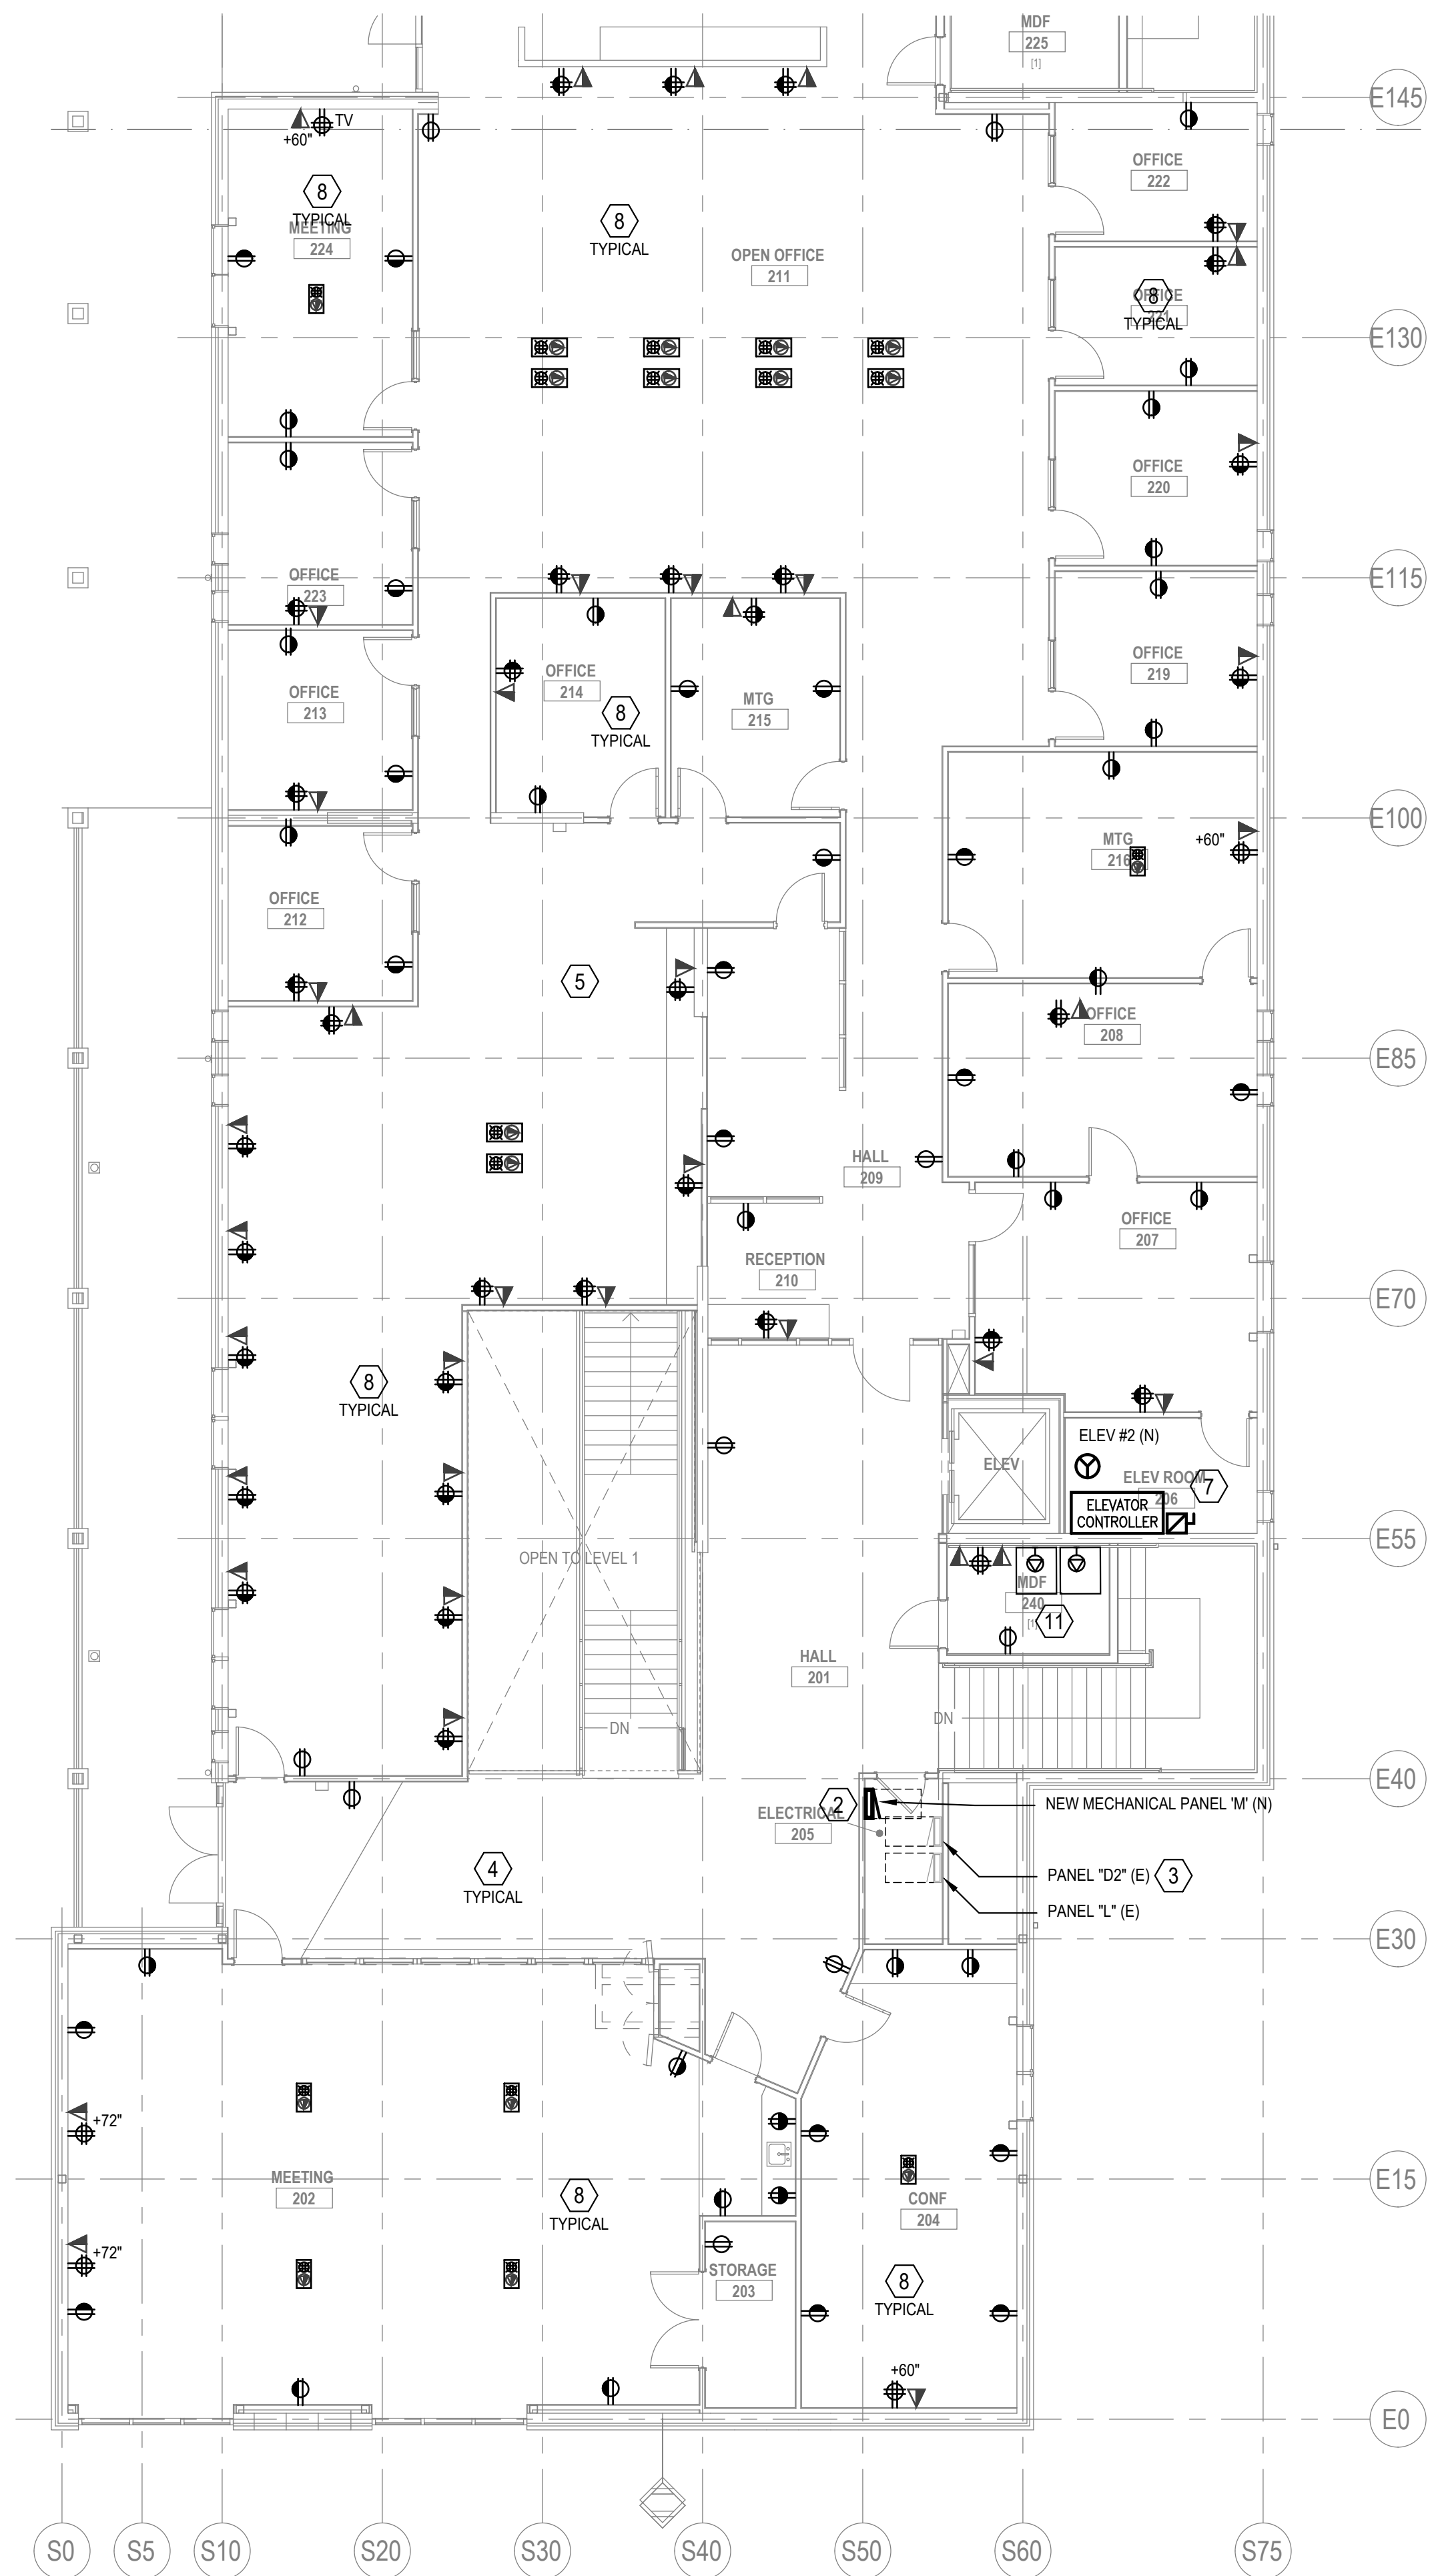 MDF
225
[1]
E145
TV
+60"
OFFICE
222
8
TYPICAL
MEETING
224
8
TYPICAL
OPEN OFFICE
211
OFFICE
221
8
TYPICAL
E130
OFFICE
220
E115
OFFICE
223
OFFICE
219
OFFICE
214
OFFICE
213
8
TYPICAL
MTG
215
E100
MTG
216
+60"
OFFICE
212
5
OFFICE
208
E85
HALL
209
OFFICE
207
RECEPTION
210
E70
8
TYPICAL
ELEV #2 (N)
ELEV
ELEV ROOM
206
7
ELEVATOR
CONTROLLER
E55
OPEN TO LEVEL 1
MDF
240
[1]
11
HALL
201
DN
DN
E40
2
ELECTRICAL
205
NEW MECHANICAL PANEL 'M' (N)
4
TYPICAL
PANEL "D2" (E)
3
PANEL "L" (E)
E30
+72"
MEETING
202
8
TYPICAL
E15
CONF
204
+72"
STORAGE
203
8
TYPICAL
+60"
E0
S0
S5
S10
S20
S30
S40
S50
S60
S75